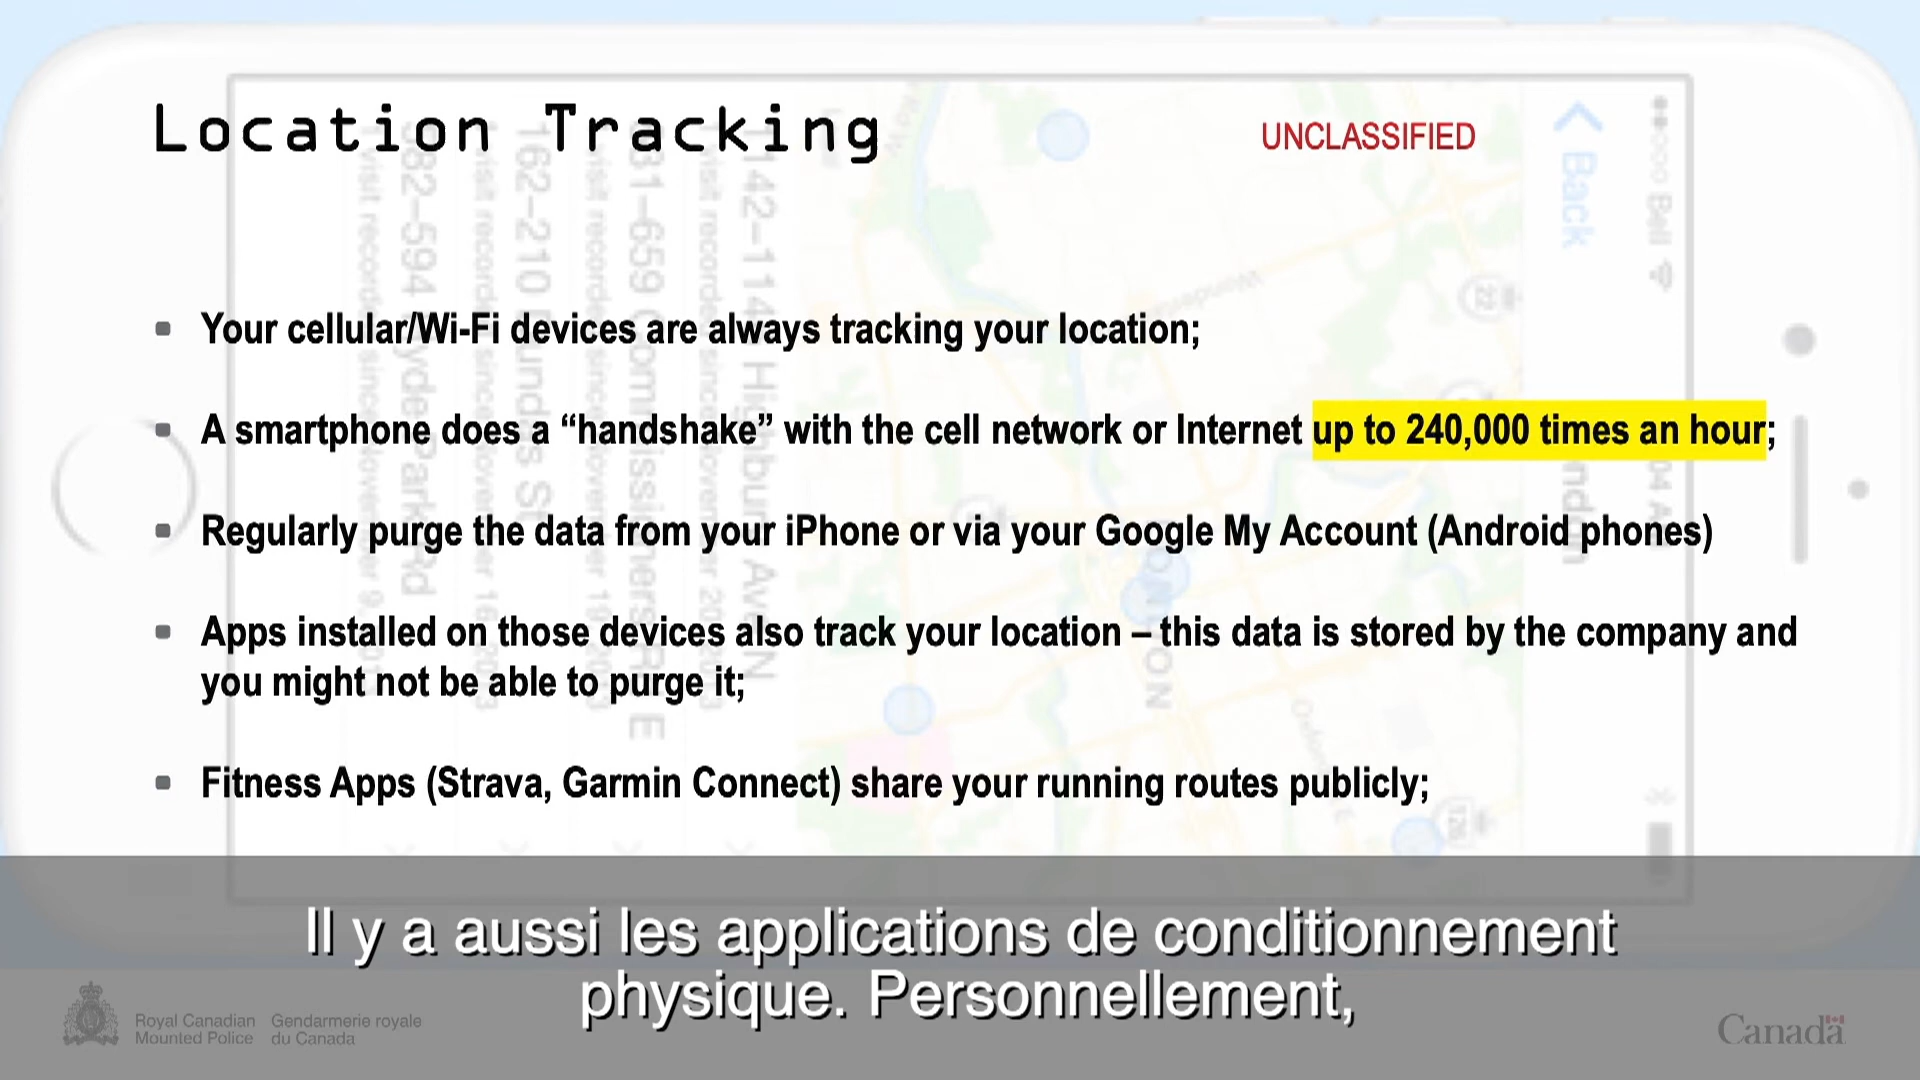 Location Tracking
UNCLASSIFIED
Your cellular/Wi-Fi devices are always tracking your location;
A smartphone does a “handshake” with the cell network or Internet up to 240,000 times an hour;
Regularly purge the data from your iPhone or via your Google My Account (Android phones)
Apps installed on those devices also track your location – this data is stored by the company and
you might not be able to purge it;
Fitness Apps (Strava, Garmin Connect) share your running routes publicly;
Back
Bell
Il y a aussi les applications de conditionnement
physique. Personnellement,
Royal Canadian Gendarmerie royale
Mounted Police du Canada
Canada